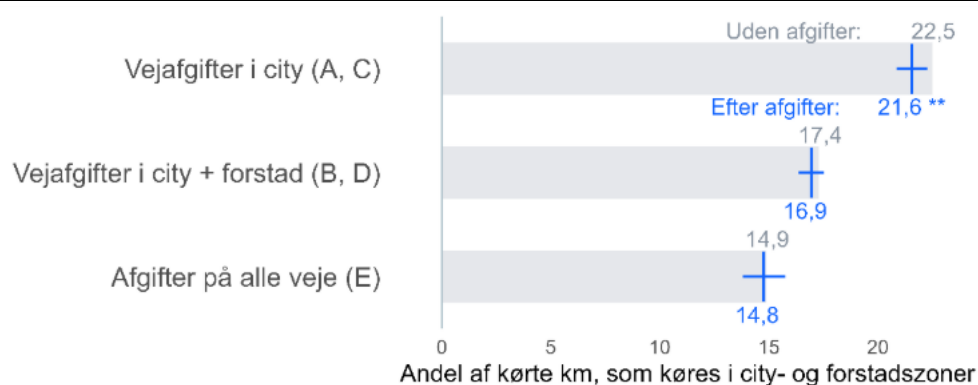 Uden afgifter: 22,5
Vejafgifter i city (A, C)
Efter afgifter: 21,6 **
17,4
Vejafgifter i city + forstad (B, D)
16,9
14,9
Afgifter på alle veje (E)
14,8
0 5 10 15 20
Andel af kørte km, som køres i city- og forstadszoner